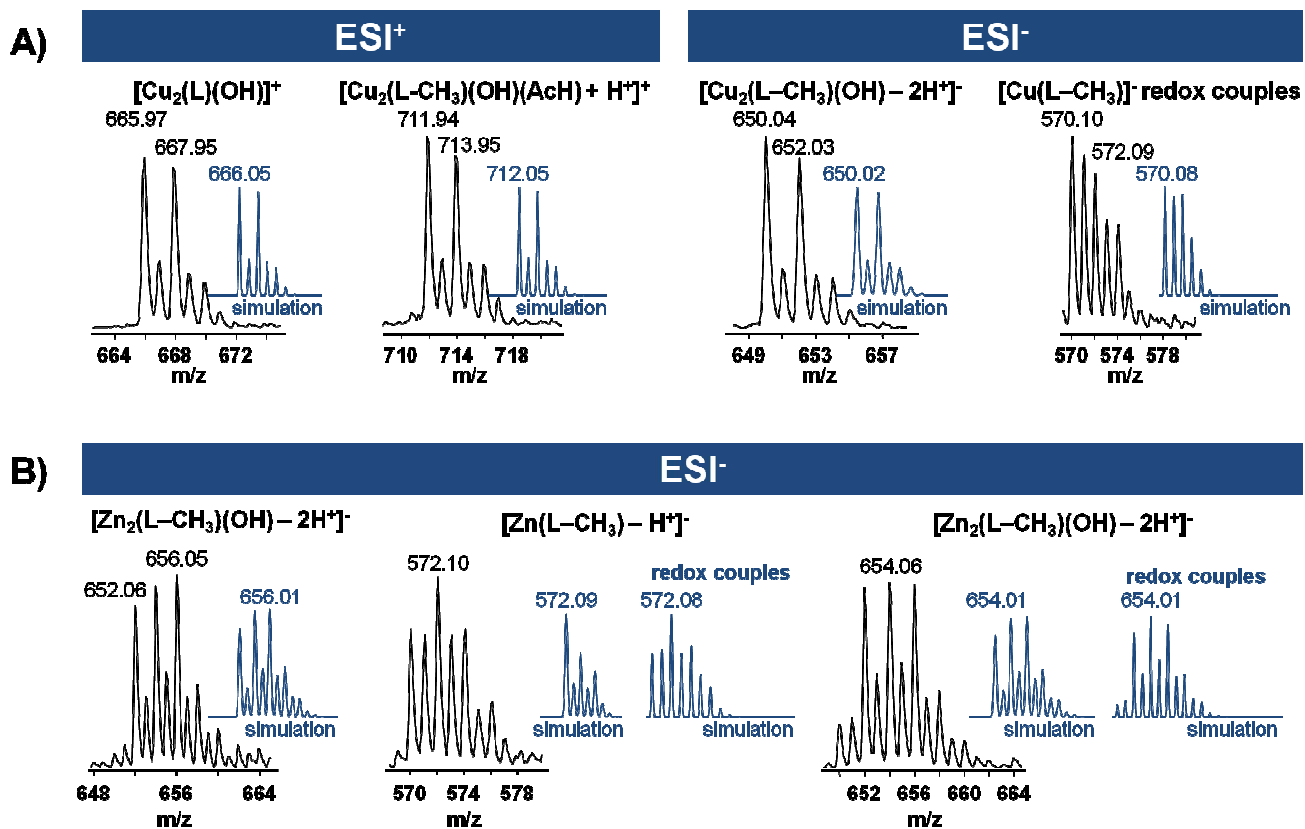 A)
ESI+
ESI-
[Cu2(L)(OH)]+
[Cu2(L-CH3)(OH)(AcH) + H+]+
[Cu2(L–CH3)(OH) – 2H+]-
[Cu(L–CH3)]- redox couples
665.97
667.95
666.05
simulation
664 668 672
m/z
711.94
713.95
712.05
simulation
710 714 718
m/z
650.04
652.03
650.02
simulation
649 653 657
m/z
570.10
572.09
570.08
simulation
570 574 578
m/z
B)
ESI-
[Zn2(L–CH3)(OH) – 2H+]-
[Zn(L–CH3) – H+]-
[Zn2(L–CH3)(OH) – 2H+]-
652.06
656.05
656.01
simulation
648 656 664
m/z
572.10
572.09
simulation
redox couples
572.08
simulation
570 574 578
m/z
654.06
654.01
simulation
redox couples
654.01
simulation
652 656 660 664
m/z